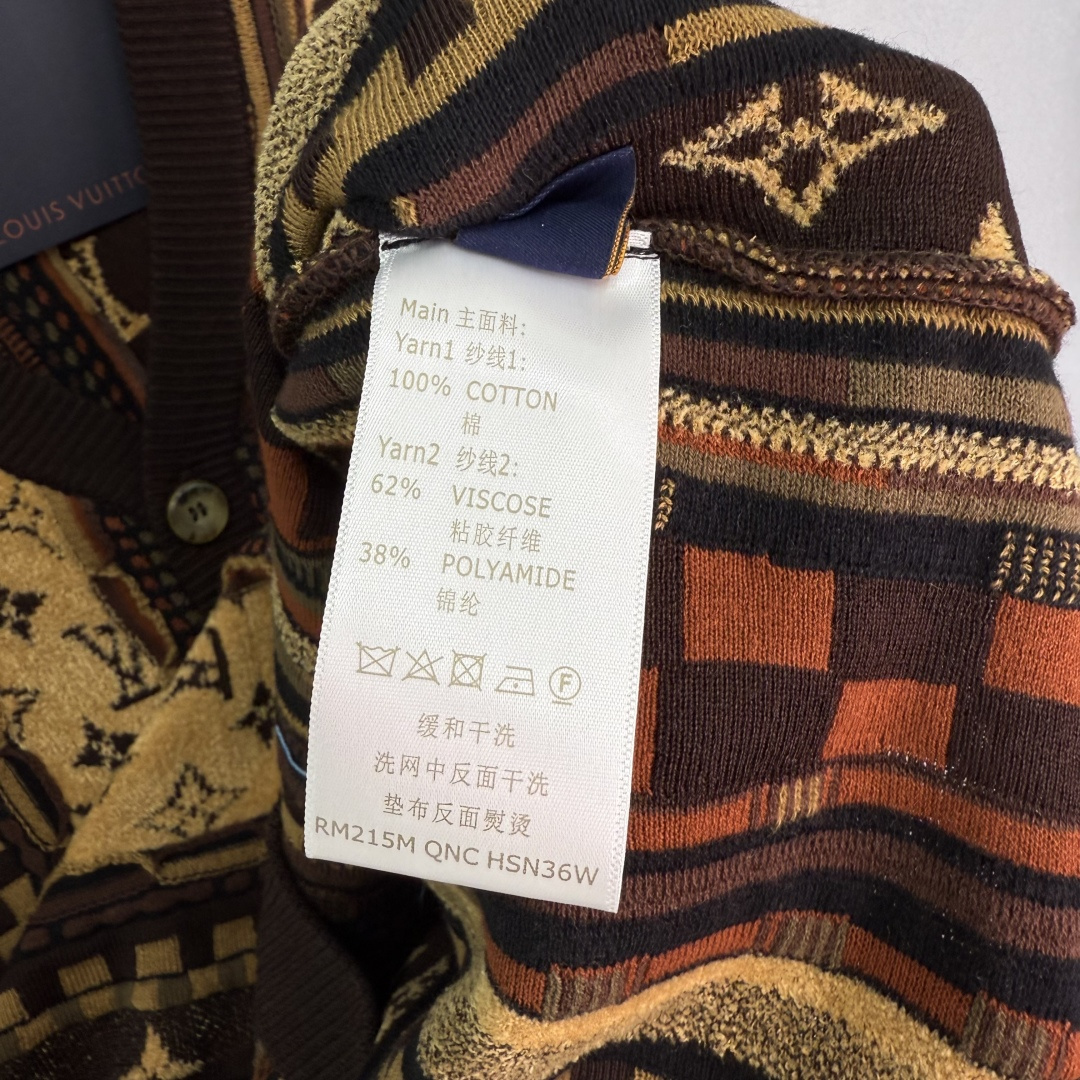 LOUIS VUITTO
Main 主面料:
Yarn1 纱线1:
100% COTTON
棉
Yarn2 纱线2:
62% VISCOSE
粘胶纤维
38% POLYAMIDE
锦纶
F
缓和干洗
洗网中反面干洗
垫布反面熨烫
RM215M QNC HSN36W